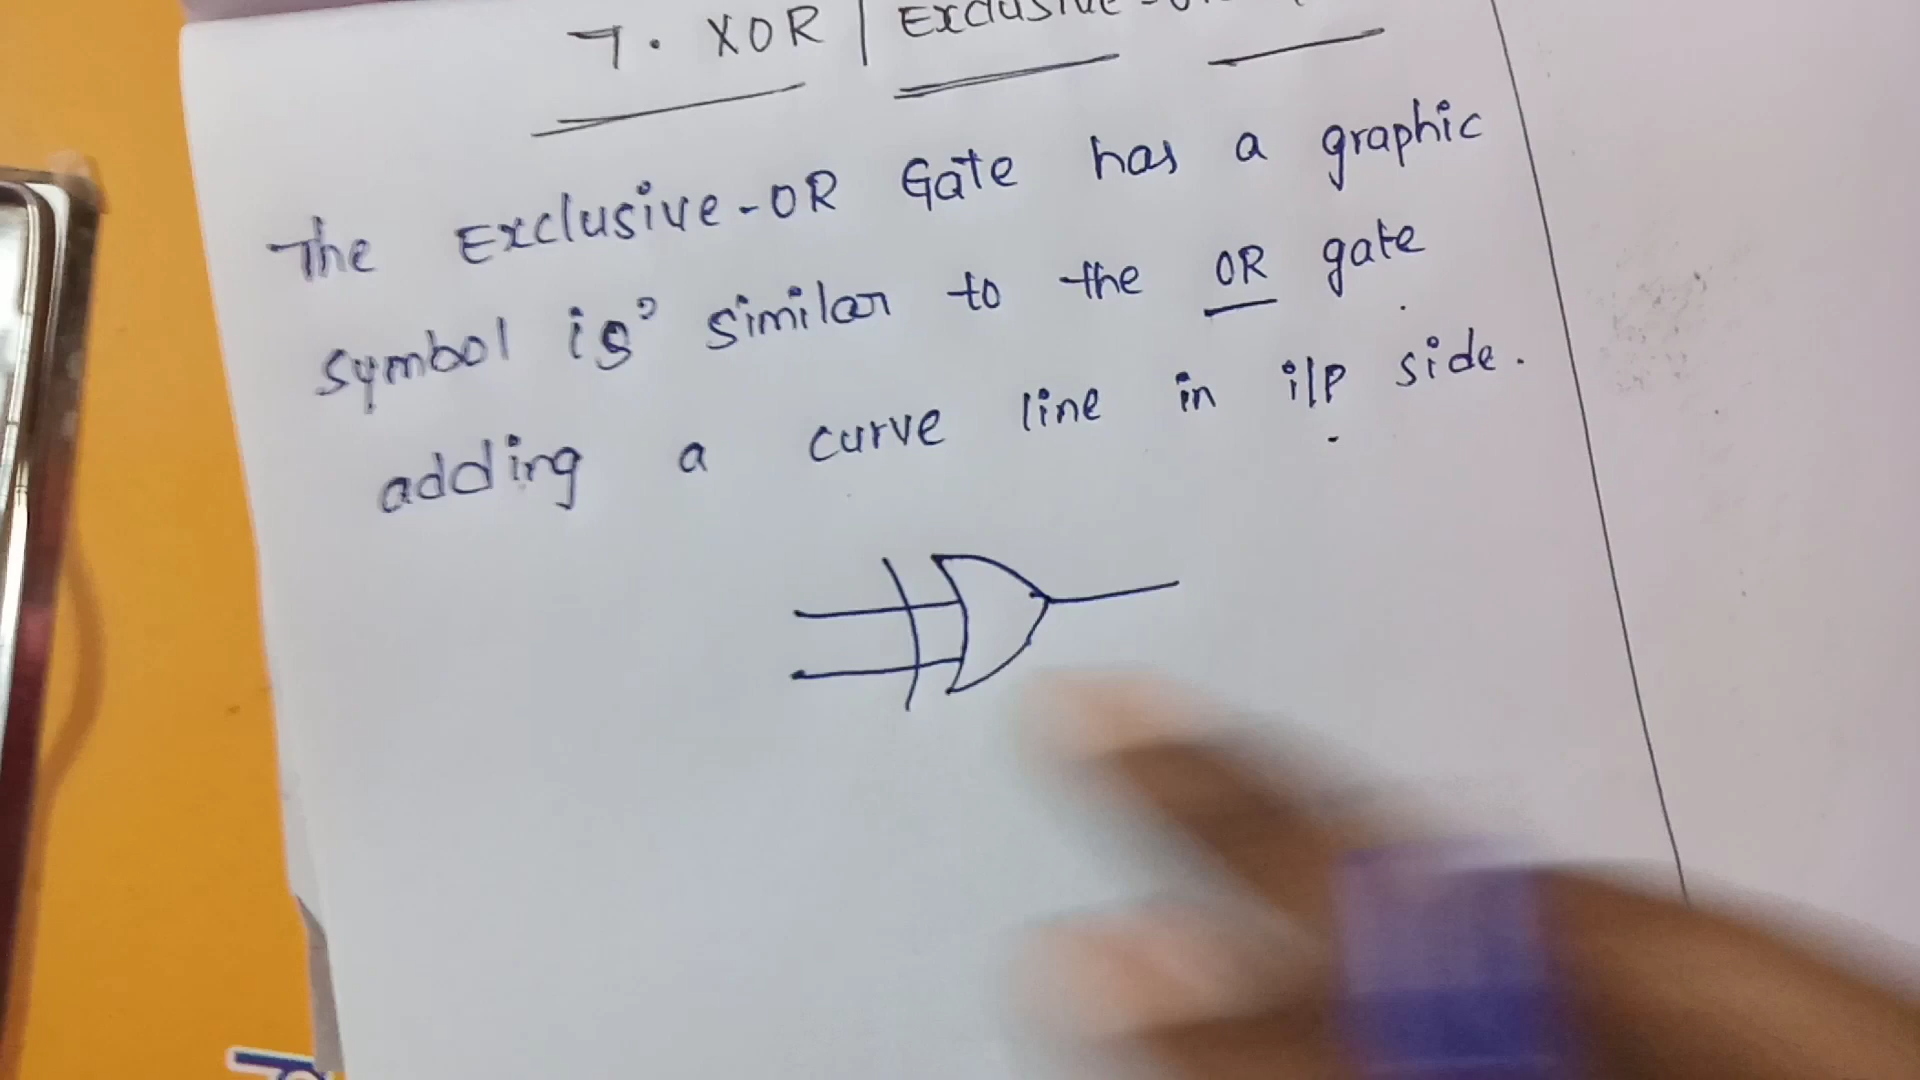 7. XOR | Exclusive-
The Exclusive-OR Gate has a graphic
symbol is similar to the OR gate
adding a curve line in i/p side.